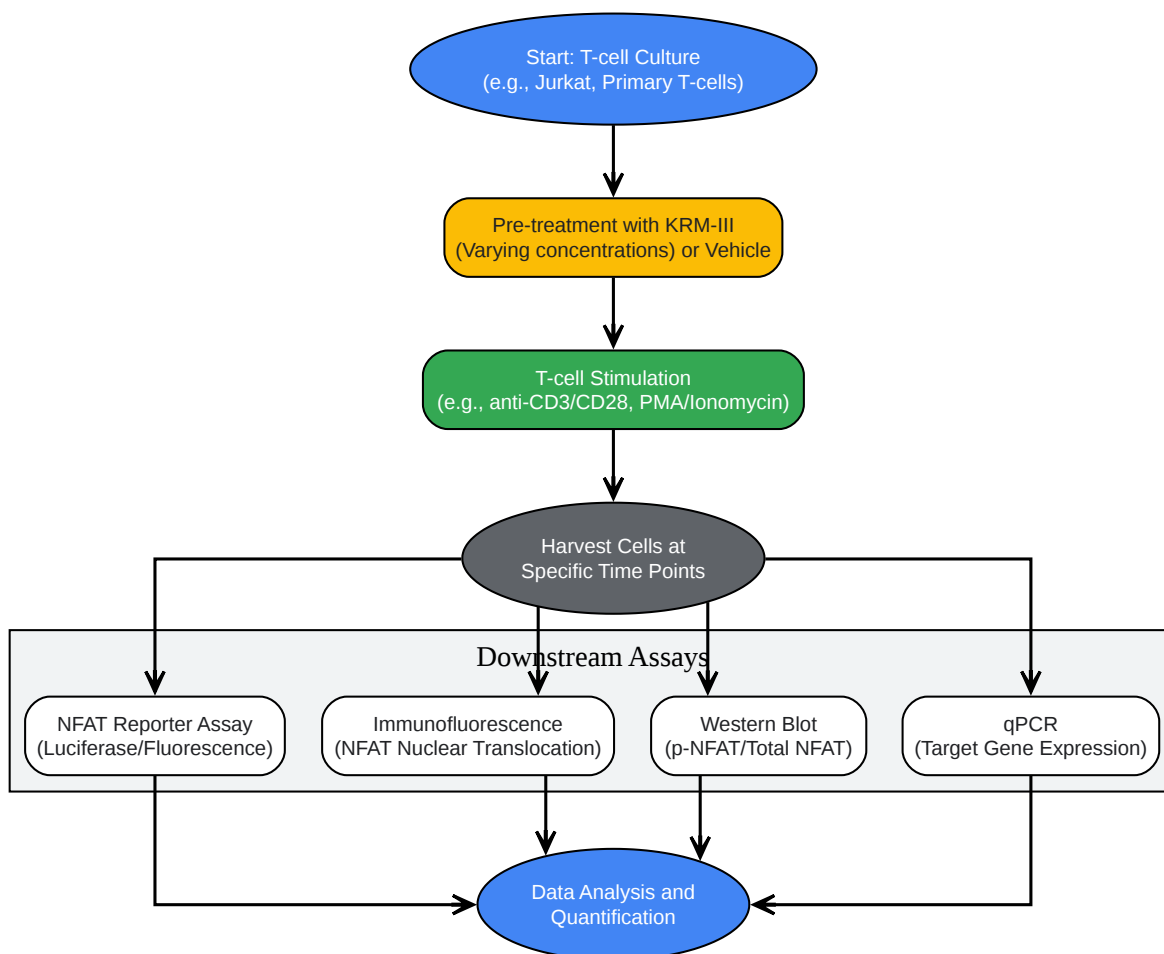 Start: T-cell Culture
(e.g., Jurkat, Primary T-cells)
Pre-treatment with KRM-III
(Varying concentrations) or Vehicle
T-cell Stimulation
(e.g., anti-CD3/CD28, PMA/Ionomycin)
Harvest Cells at
Specific Time Points
Downstream Assays
NFAT Reporter Assay
(Luciferase/Fluorescence)
Immunofluorescence
(NFAT Nuclear Translocation)
Western Blot
(p-NFAT/Total NFAT)
qPCR
(Target Gene Expression)
Data Analysis and
Quantification